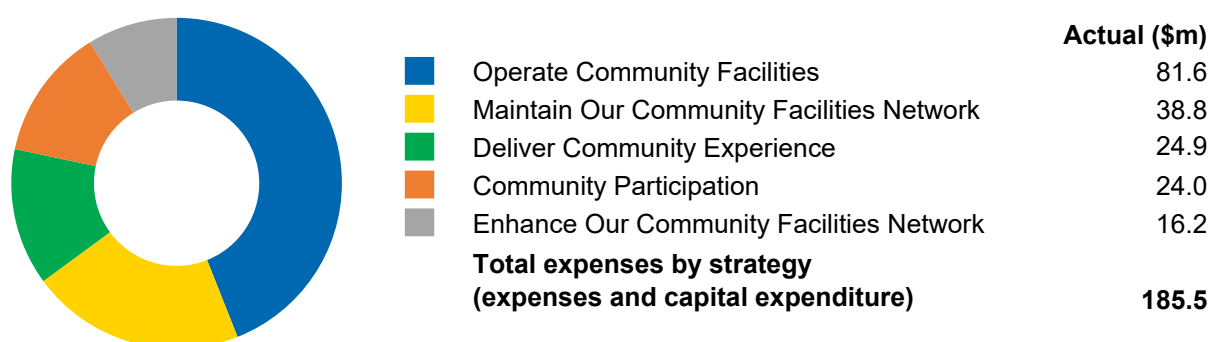 Actual ($m)
Operate Community Facilities 81.6
Maintain Our Community Facilities Network 38.8
Deliver Community Experience 24.9
Community Participation 24.0
Enhance Our Community Facilities Network 16.2
Total expenses by strategy
(expenses and capital expenditure) 185.5